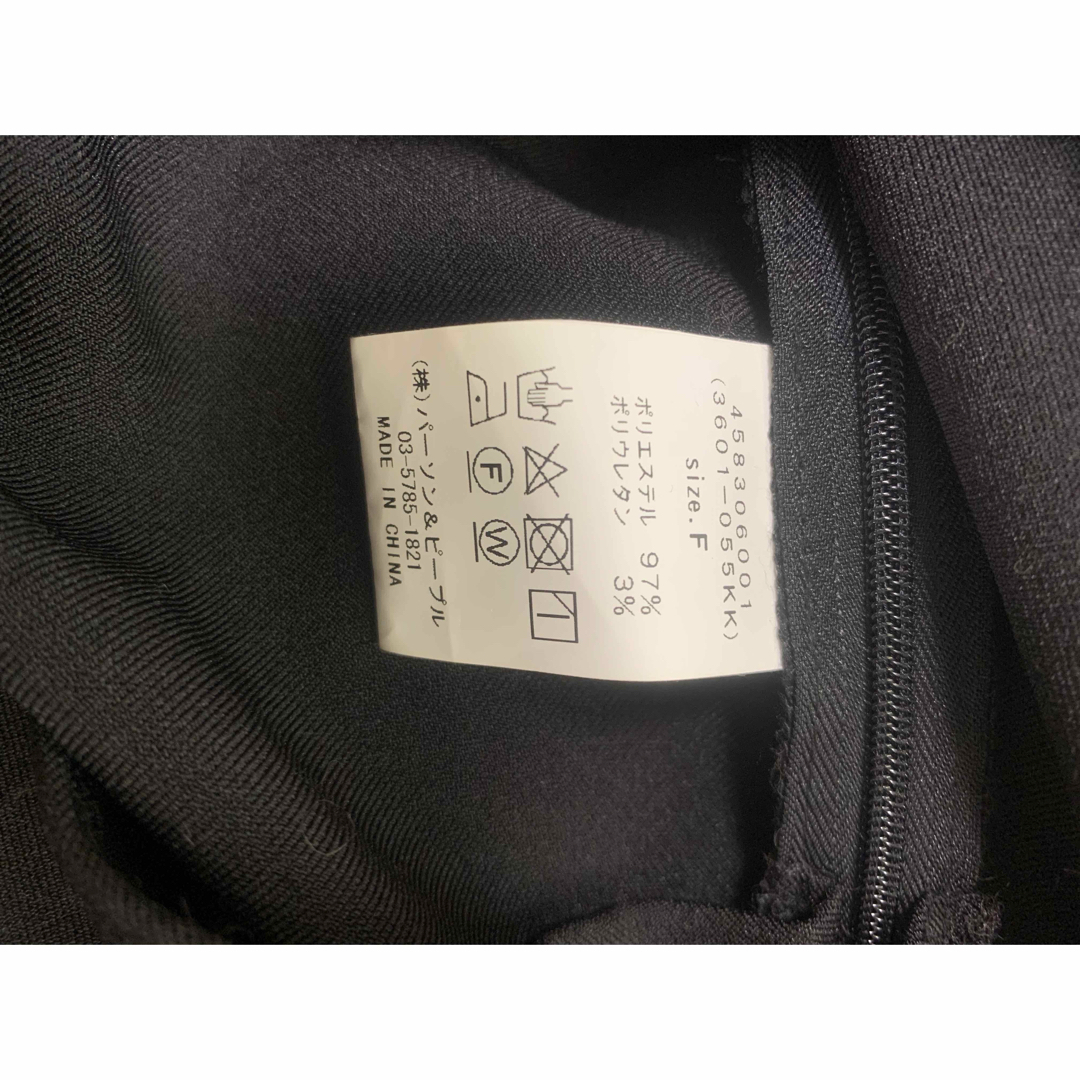 458306001
(3601-055KK)
size.F
ポリエステル 97%
ポリウレタン 3%
F W
(株)パーソン&ピープル
03-5785-1821
MADE IN CHINA